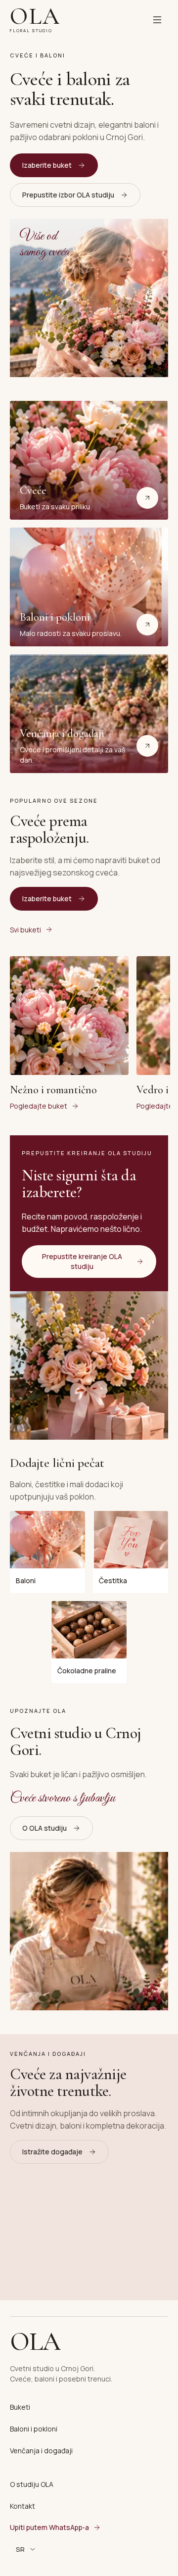 OLA
FLORAL STUDIO
CVEĆE I BALONI
Cveće i baloni za
svaki trenutak.
Savremeni cvetni dizajn, elegantni baloni i
pažljivo odabrani pokloni u Crnoj Gori.
Izaberite buket
Prepustite izbor OLA studiju
Više od
samog cveća
Cveće
Buketi za svaku priliku.
Baloni i pokloni
Malo radosti za svaku proslavu.
Venčanja i događaji
Cveće i promišljeni detalji za vaš
dan.
POPULARNO OVE SEZONE
Cveće prema
raspoloženju.
Izaberite stil, a mi ćemo napraviti buket od
najsvežijeg sezonskog cveća.
Izaberite buket
Svi buketi
Nežno i romantično
Vedro i
Pogledajte buket
Pogledajte
PREPUSTITE KREIRANJE OLA STUDIJU
Niste sigurni šta da
izaberete?
Recite nam povod, raspoloženje i
budžet. Napravićemo nešto lično.
Prepustite kreiranje OLA
studiju
Dodajte lični pečat
Baloni, čestitke i mali dodaci koji
upotpunjuju vaš poklon.
For
You
Baloni
Čestitka
Čokoladne praline
UPOZNAJTE OLA
Cvetni studio u Crnoj
Gori.
Svaki buket je ličan i pažljivo osmišljen.
Cveće stvoreno s ljubavlju
O OLA studiju
OLA
VENČANJA I DOGAĐAJI
Cveće za najvažnije
životne trenutke.
Od intimnih okupljanja do velikih proslava.
Cvetni dizajn, baloni i kompletna dekoracija.
Istražite događaje
OLA
Cvetni studio u Crnoj Gori.
Cveće, baloni i posebni trenuci.
Buketi
Baloni i pokloni
Venčanja i događaji
O studiju OLA
Kontakt
Upiti putem WhatsApp-a
SR